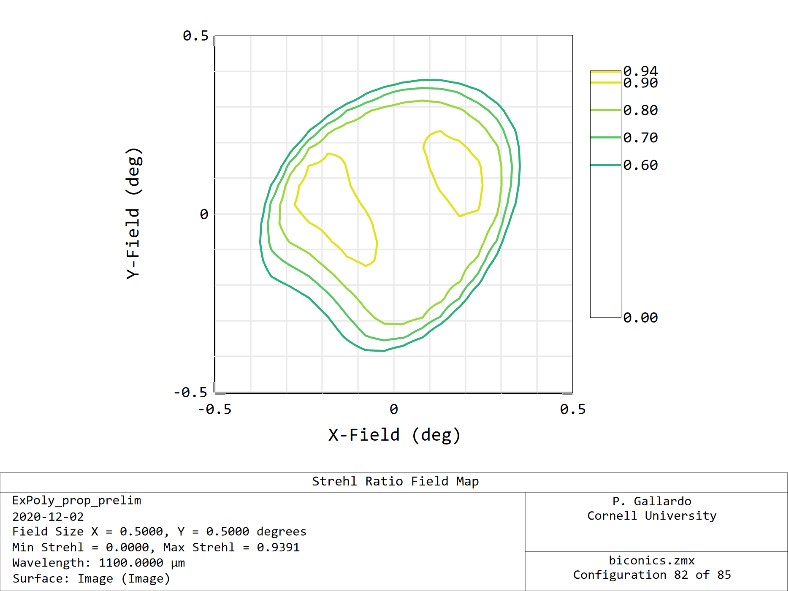 0.5
0
-0.5
Y-Field (deg)
-0.5 0 0.5
X-Field (deg)
0.94
0.90
0.80
0.70
0.60
0.00
Strehl Ratio Field Map
ExPoly_prop_prelim
2020-12-02
Field Size X = 0.5000, Y = 0.5000 degrees
Min Strehl = 0.0000, Max Strehl = 0.9391
Wavelength: 1100.0000 µm
Surface: Image (Image)
P. Gallardo
Cornell University
biconics.zmx
Configuration 82 of 85